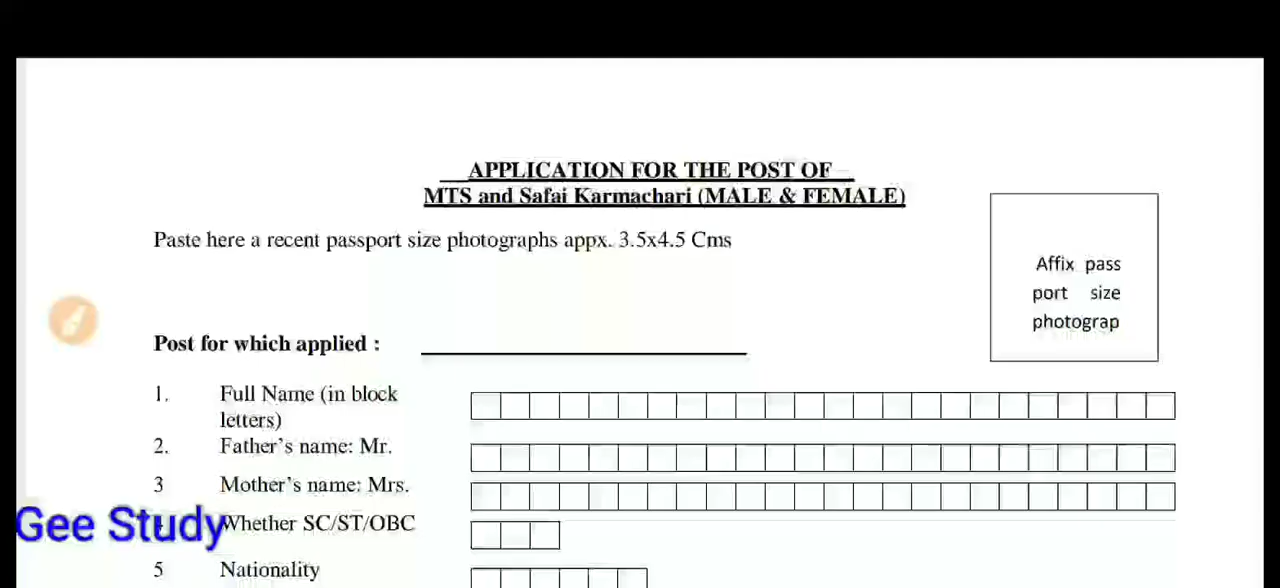 APPLICATION FOR THE POST OF
MTS and Safai Karmachari (MALE & FEMALE)
Paste here a recent passport size photographs appx. 3.5x4.5 Cms
Affix pass
port size
photograp
Post for which applied :
1. Full Name (in block
letters)
2. Father's name: Mr.
3 Mother's name: Mrs.
Gee Study
Whether SC/ST/OBC
5 Nationality